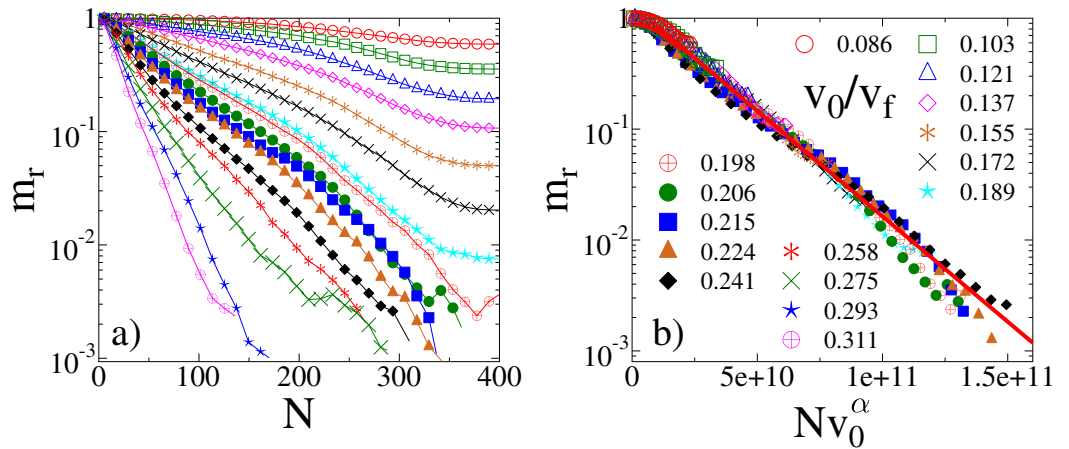 1
10⁻¹
10⁻²
10⁻³
m_r
a)
0 100 200 300 400
N
1
10⁻¹
10⁻²
10⁻³
m_r
b)
0 5e+10 1e+11 1.5e+11
Nv₀^α
v₀/v_f
0.086
0.103
0.121
0.137
0.155
0.172
0.189
0.198
0.206
0.215
0.224
0.241
0.258
0.275
0.293
0.311